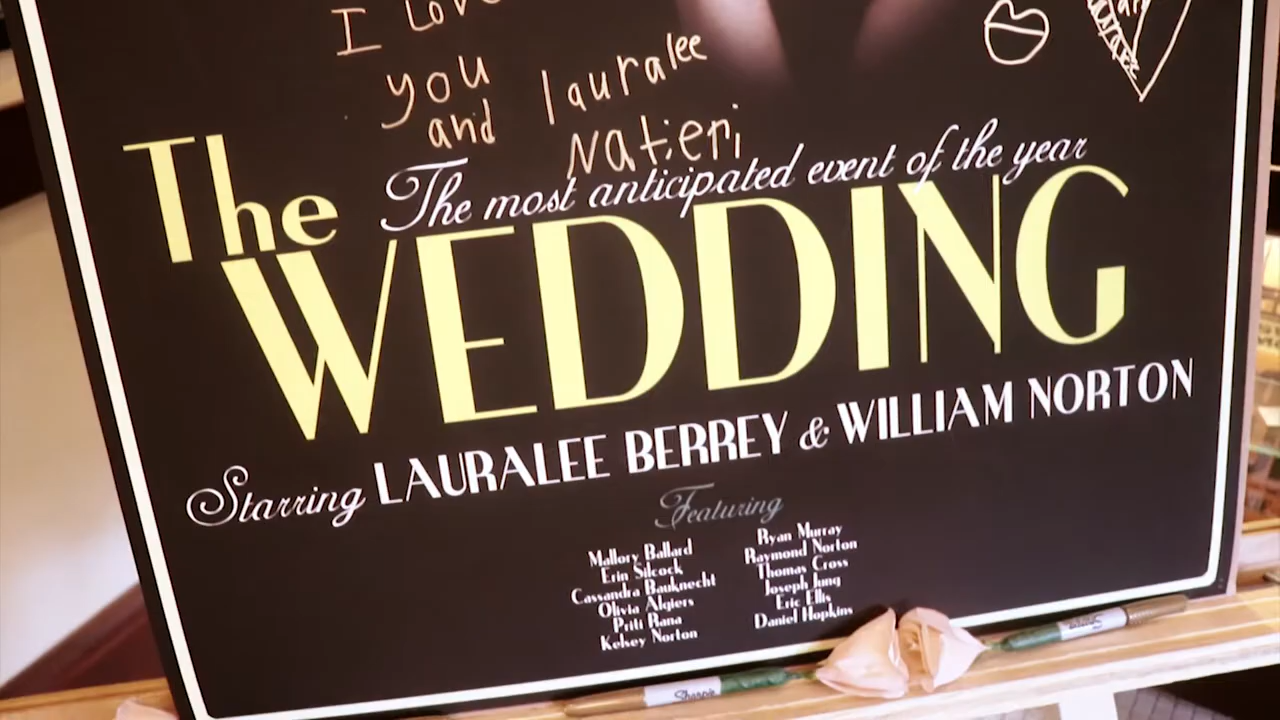 I Love
you
and lauralee
Natieri
The
The most anticipated event of the year
WEDDING
Starring LAURALEE BERREY & WILLIAM NORTON
Featuring
Mallory Ballard
Erin Silcock
Cassandra Bauknecht
Olivia Algiers
Priti Rana
Kelsey Norton
Ryan Murray
Raymond Norton
Thomas Cross
Joseph Jung
Eric Ellis
Daniel Hopkins
Sharpie